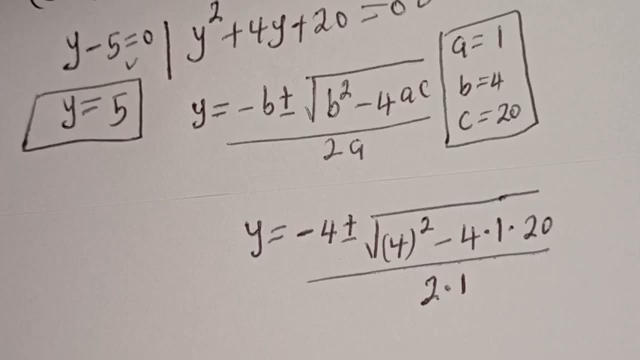 y-5=0 | y²+4y+20=0
y=5
y=-b±√(b²-4ac)/2a
a=1
b=4
c=20
y=-4±√((4)²-4·1·20)/2·1